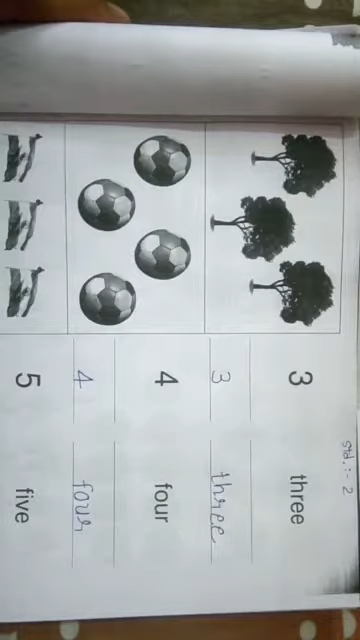 Std. :- 2
3 three
3 three
4 four
4 four
5 five